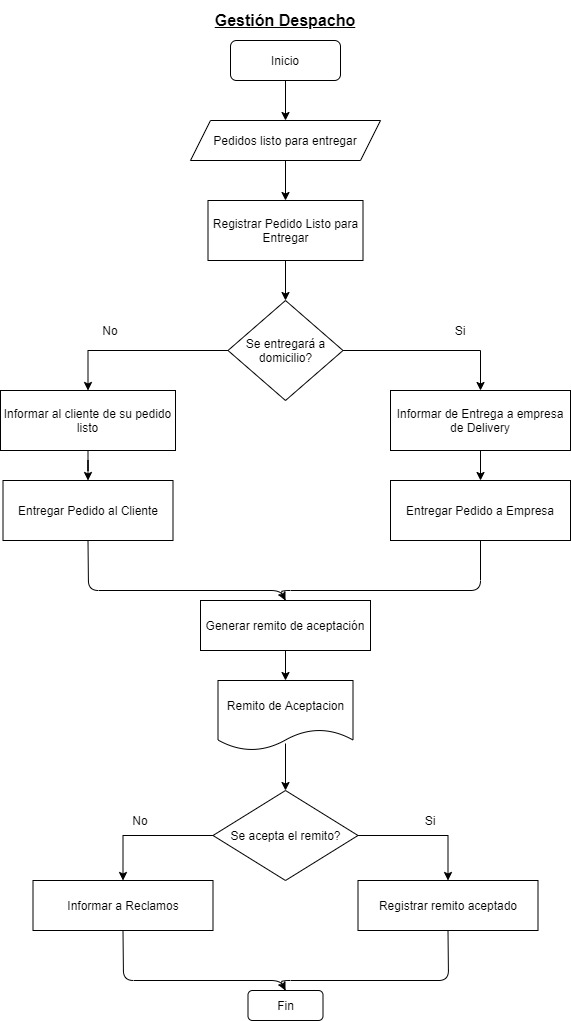 Gestión Despacho
Inicio
Pedidos listo para entregar
Registrar Pedido Listo para
Entregar
Se entregará a
domicilio?
No
Si
Informar al cliente de su pedido
listo
Informar de Entrega a empresa
de Delivery
Entregar Pedido al Cliente
Entregar Pedido a Empresa
Generar remito de aceptación
Remito de Aceptacion
Se acepta el remito?
No
Si
Informar a Reclamos
Registrar remito aceptado
Fin